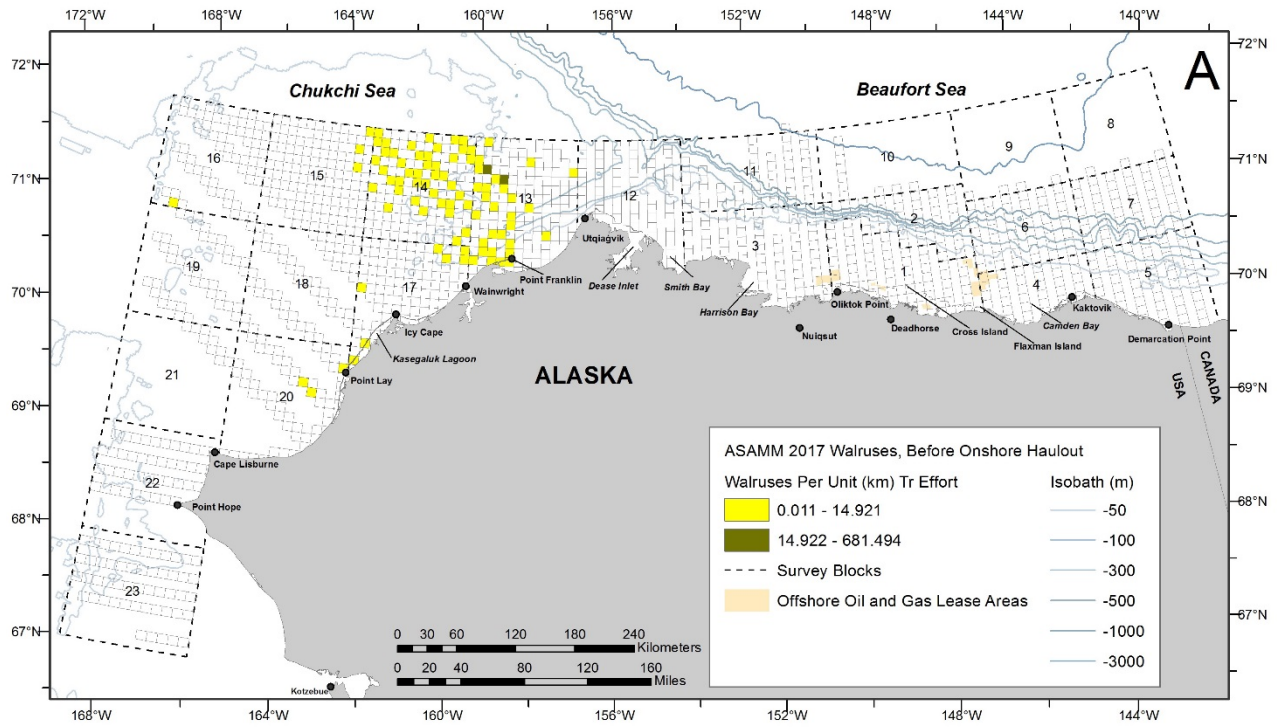 172°W 168°W 164°W 160°W 156°W 152°W 148°W 144°W 140°W
72°N 72°N
A
Chukchi Sea Beaufort Sea
8
9
10
16 15 11
71°N 71°N
14 13 12 7
2 6
3
Utqiaġvik
19 18 1 5
70°N 17 Point Franklin Dease Inlet Smith Bay 4 70°N
Wainwright Harrison Bay Oliktok Point Kaktovik
Icy Cape Nuiqsut Deadhorse Cross Island Camden Bay Demarcation Point
Flaxman Island
Kasegaluk Lagoon
21 Point Lay
ALASKA
USA CANADA
69°N 20 69°N
Cape Lisburne
22
Point Hope
68°N 68°N
23
67°N 67°N
Kotzebue
ASAMM 2017 Walruses, Before Onshore Haulout
Walruses Per Unit (km) Tr Effort
0.011 - 14.921
14.922 - 681.494
Survey Blocks
Offshore Oil and Gas Lease Areas
Isobath (m)
-50
-100
-300
-500
-1000
-3000
0 30 60 120 180 240
Kilometers
0 20 40 80 120 160
Miles
168°W 164°W 160°W 156°W 152°W 148°W 144°W